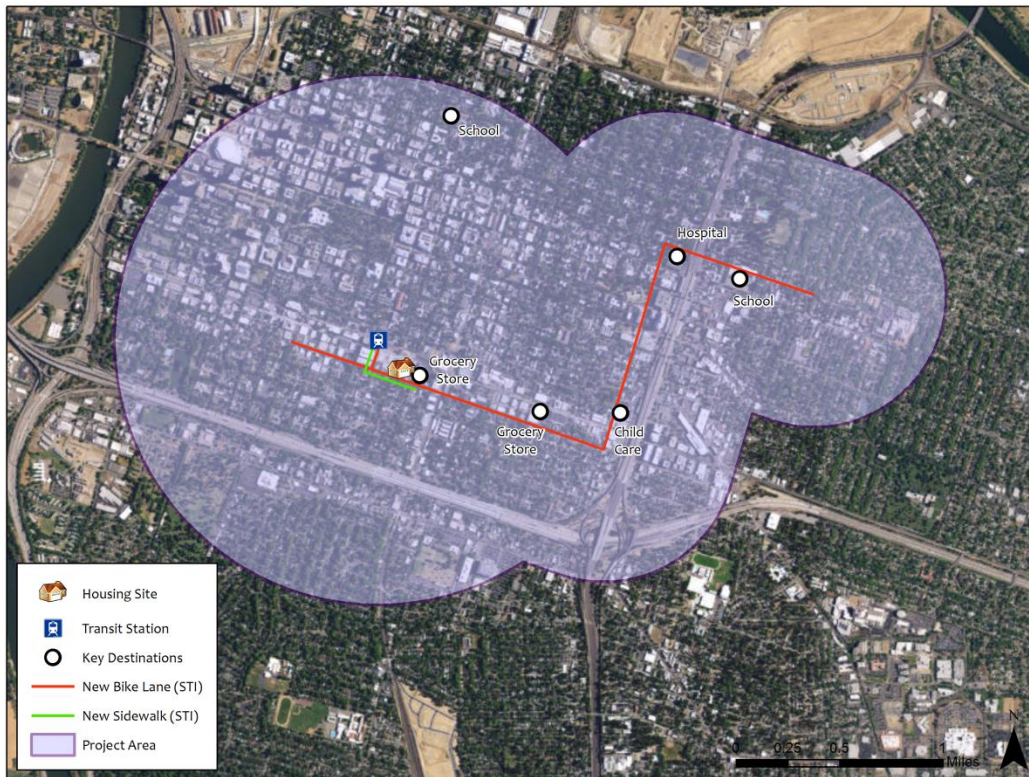 School
Hospital
School
Grocery
Store
Grocery
Store
Child
Care
Housing Site
Transit Station
Key Destinations
New Bike Lane (STI)
New Sidewalk (STI)
Project Area
N
0 0.25 0.5 1
Miles